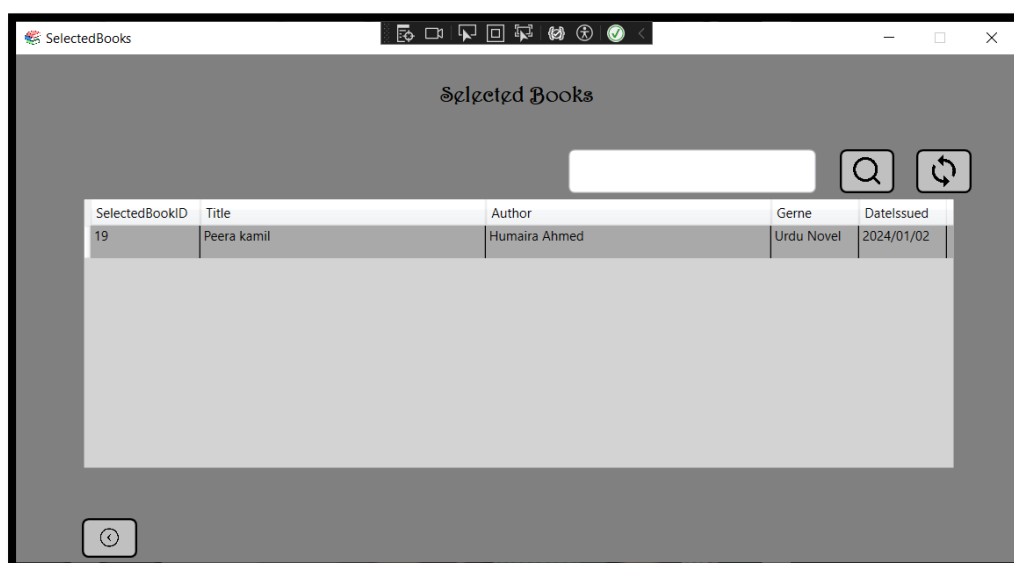 SelectedBooks
Selected Books
SelectedBookID Title Author Gerne DateIssued
19 Peera kamil Humaira Ahmed Urdu Novel 2024/01/02